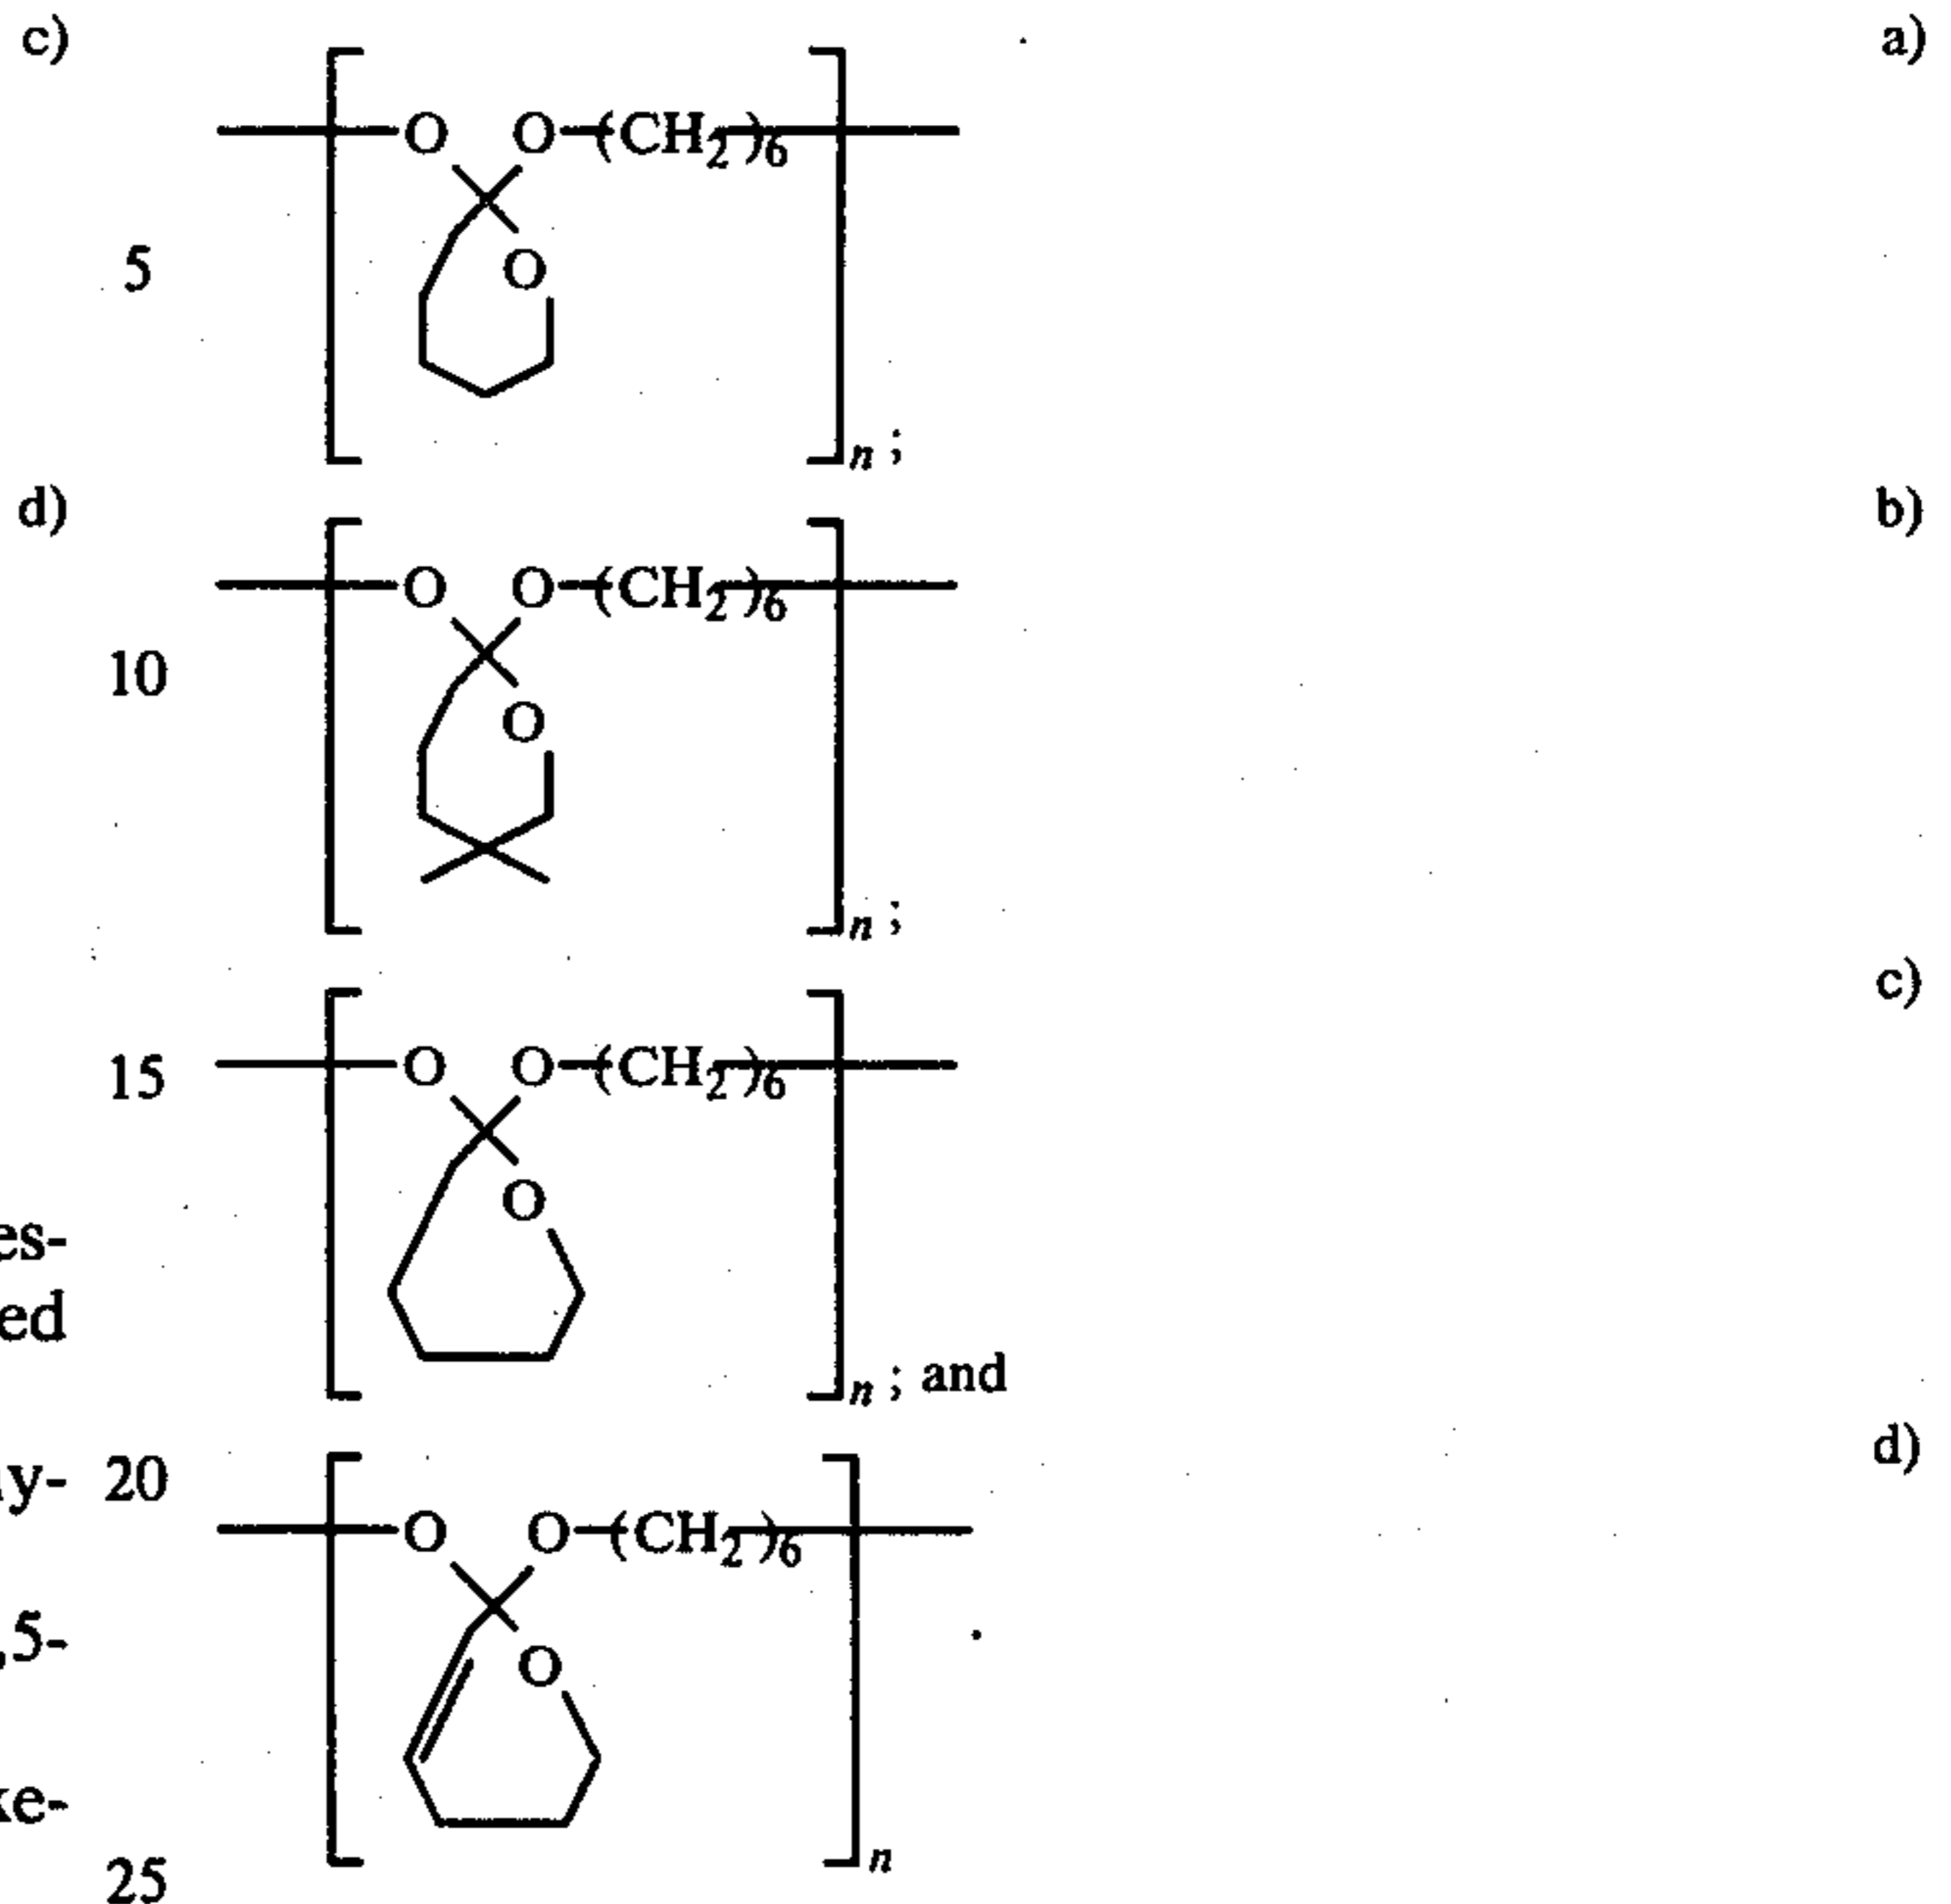 c) a)
O O-(CH2)6
5 O
n ;
d) b)
O O-(CH2)6
10 O
n ;
c)
15 O O-(CH2)6
O
es-
ed
n ; and
d)
y- 20
O O-(CH2)6
,5- O
ke-
n
25